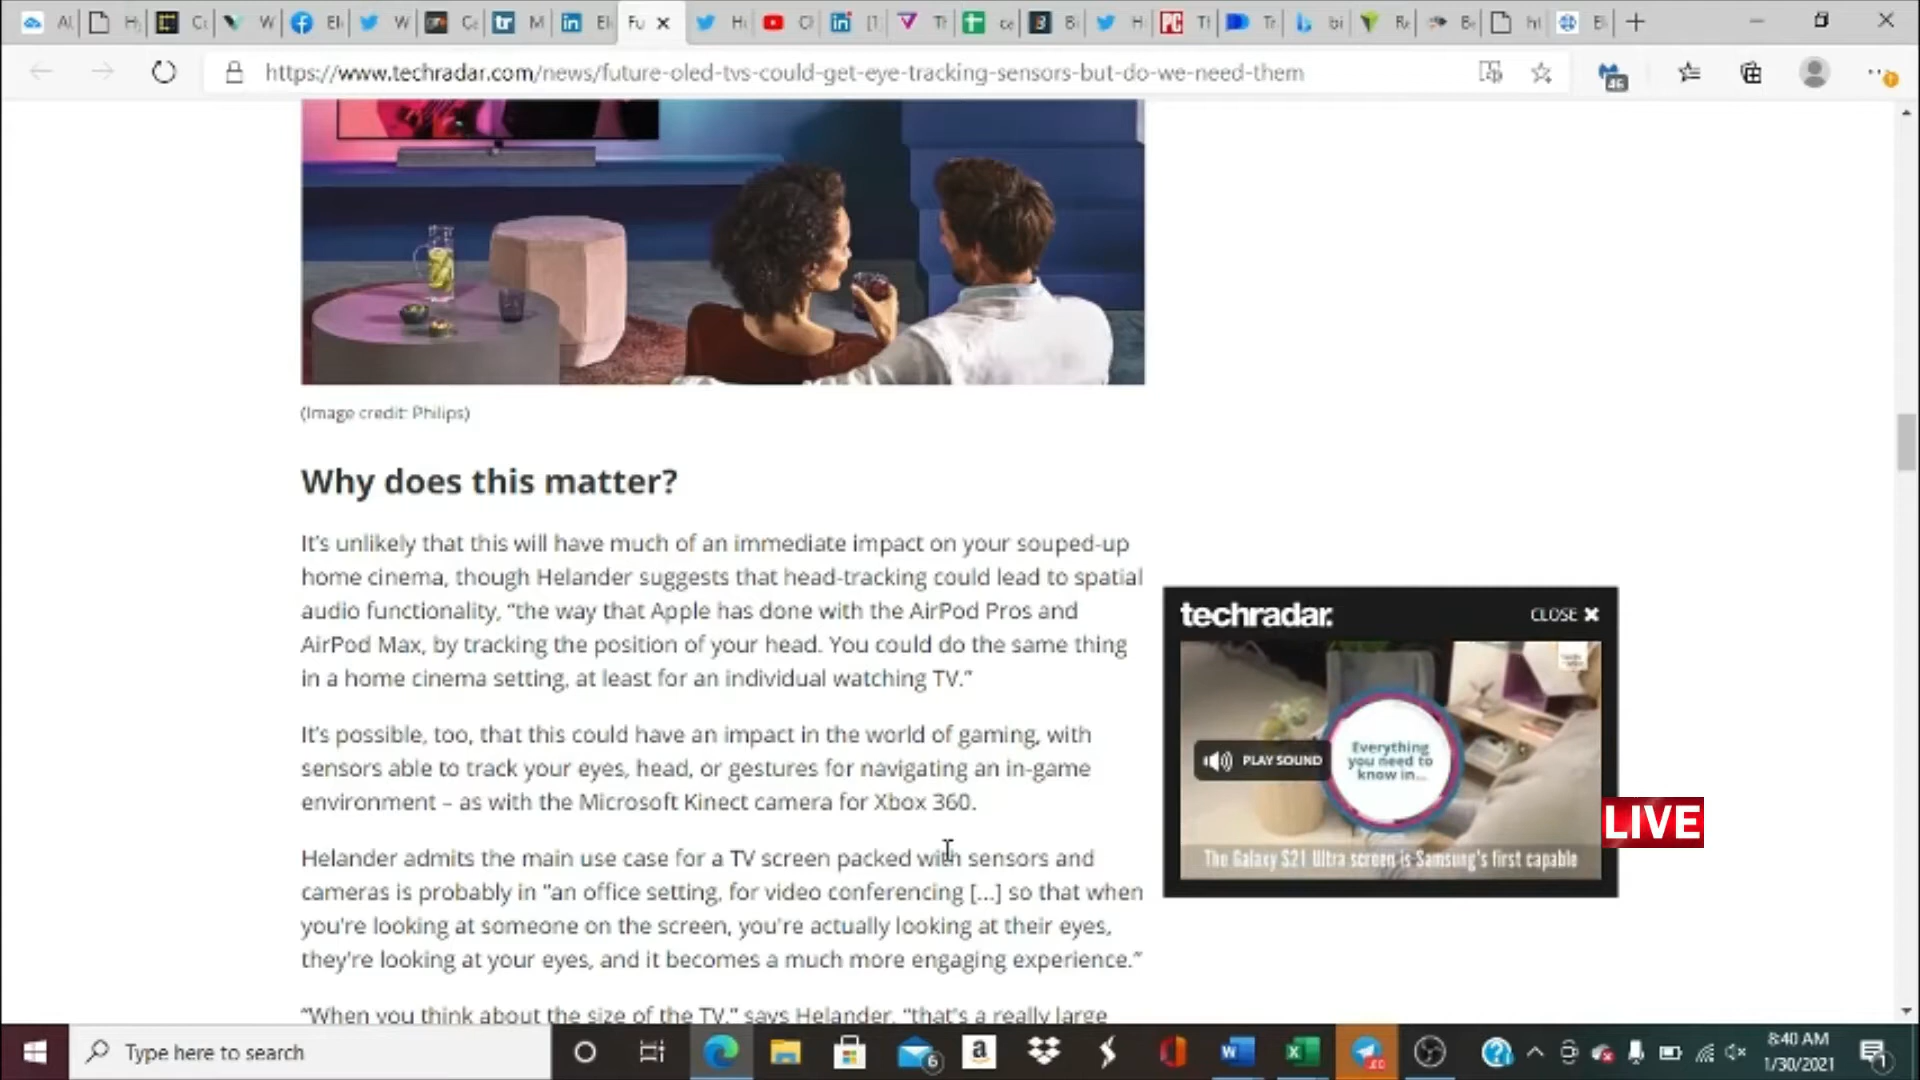 https://www.techradar.com/news/future-oled-tvs-could-get-eye-tracking-sensors-but-do-we-need-them
46
(Image credit: Philips)
Why does this matter?
It's unlikely that this will have much of an immediate impact on your souped-up
home cinema, though Helander suggests that head-tracking could lead to spatial
audio functionality, “the way that Apple has done with the AirPod Pros and
AirPod Max, by tracking the position of your head. You could do the same thing
in a home cinema setting, at least for an individual watching TV.”
It's possible, too, that this could have an impact in the world of gaming, with
sensors able to track your eyes, head, or gestures for navigating an in-game
environment – as with the Microsoft Kinect camera for Xbox 360.
Helander admits the main use case for a TV screen packed with sensors and
cameras is probably in "an office setting, for video conferencing [...] so that when
you're looking at someone on the screen, you're actually looking at their eyes,
they're looking at your eyes, and it becomes a much more engaging experience.”
“When you think about the size of the TV,” says Helander, “that's a really large
techradar.
CLOSE
PLAY SOUND
Everything
you need to
know in...
The Galaxy S21 Ultra screen is Samsung's first capable
LIVE
Type here to search
6
8:40 AM
1/30/2021
1